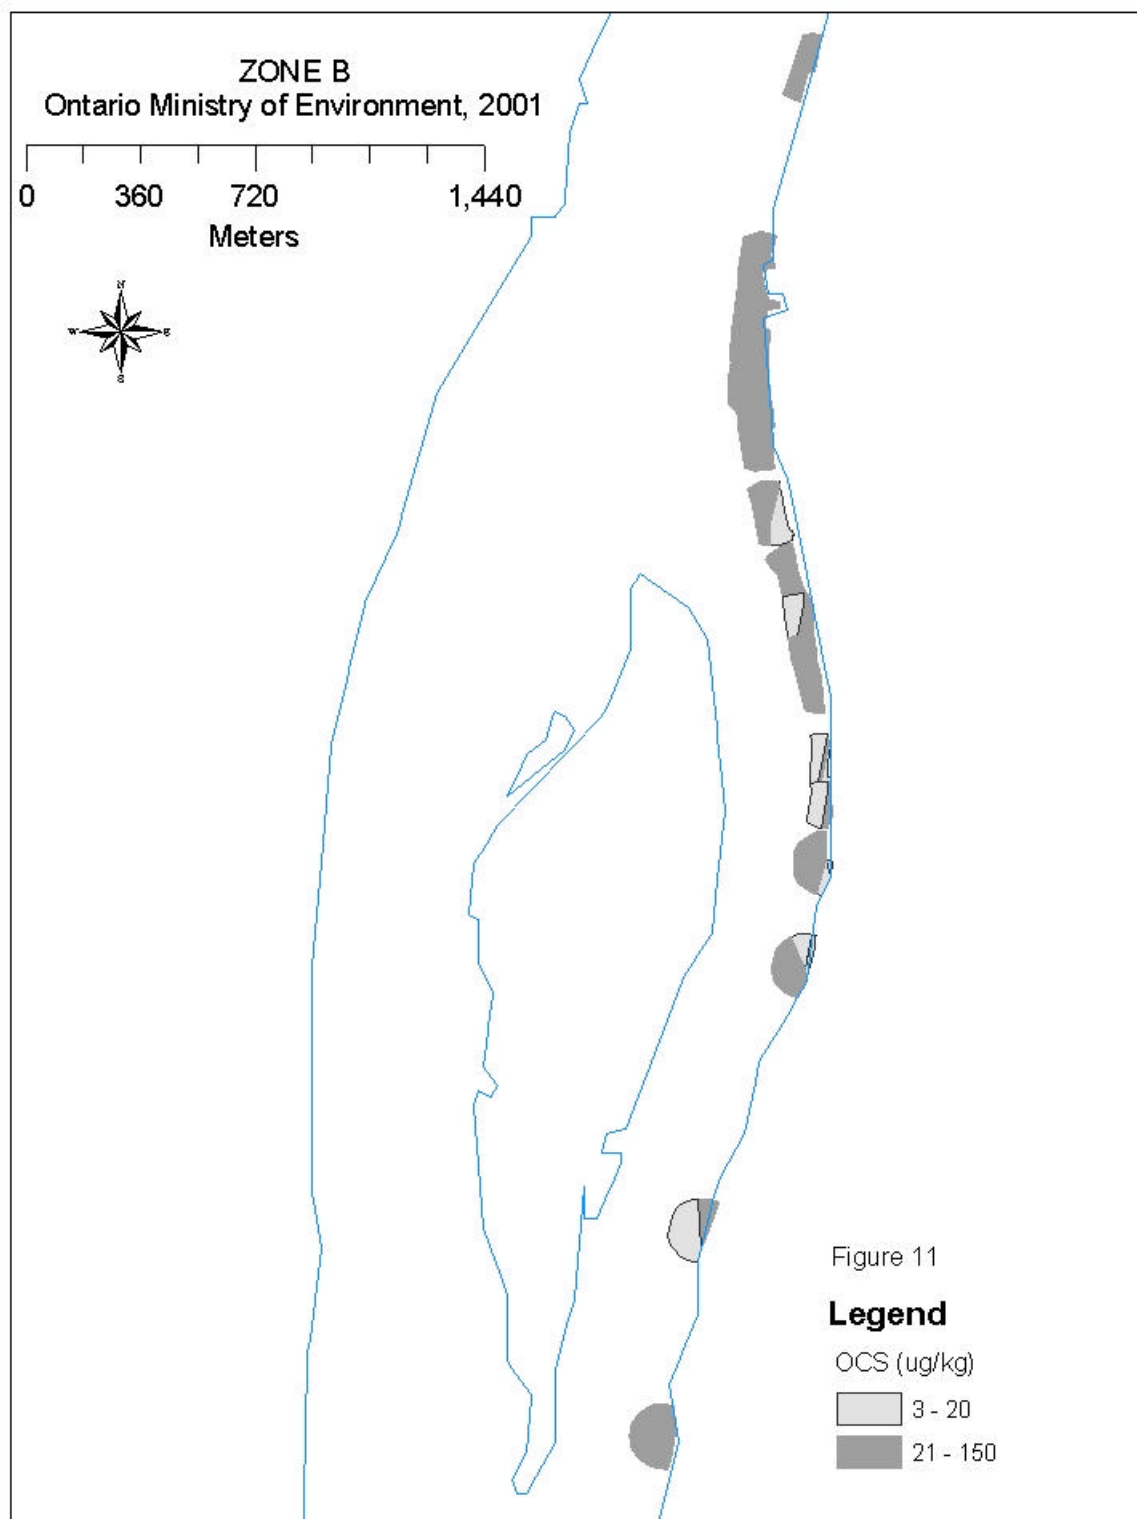 ZONE B
Ontario Ministry of Environment, 2001
0 360 720 1,440
Meters
N
W E
S
Figure 11
Legend
OCS (ug/kg)
3 - 20
21 - 150